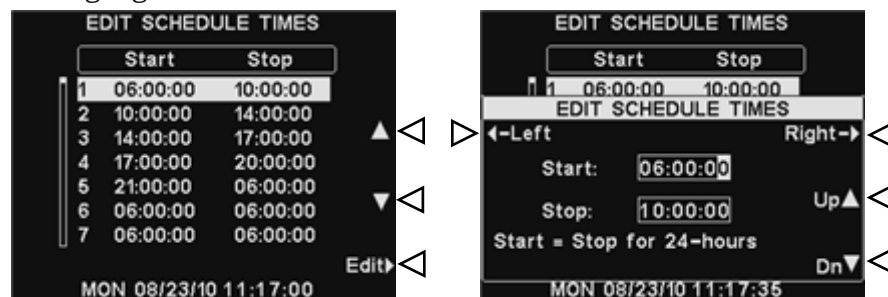 EDIT SCHEDULE TIMES
Start Stop
1 06:00:00 10:00:00
2 10:00:00 14:00:00
3 14:00:00 17:00:00
4 17:00:00 20:00:00
5 21:00:00 06:00:00
6 06:00:00 06:00:00
7 06:00:00 06:00:00
Edit
MON 08/23/10 11:17:00
EDIT SCHEDULE TIMES
Start Stop
1 06:00:00 10:00:00
EDIT SCHEDULE TIMES
-Left Right-
Start: 06:00:00
Up
Stop: 10:00:00
Start = Stop for 24-hours
Dn
MON 08/23/10 11:17:35